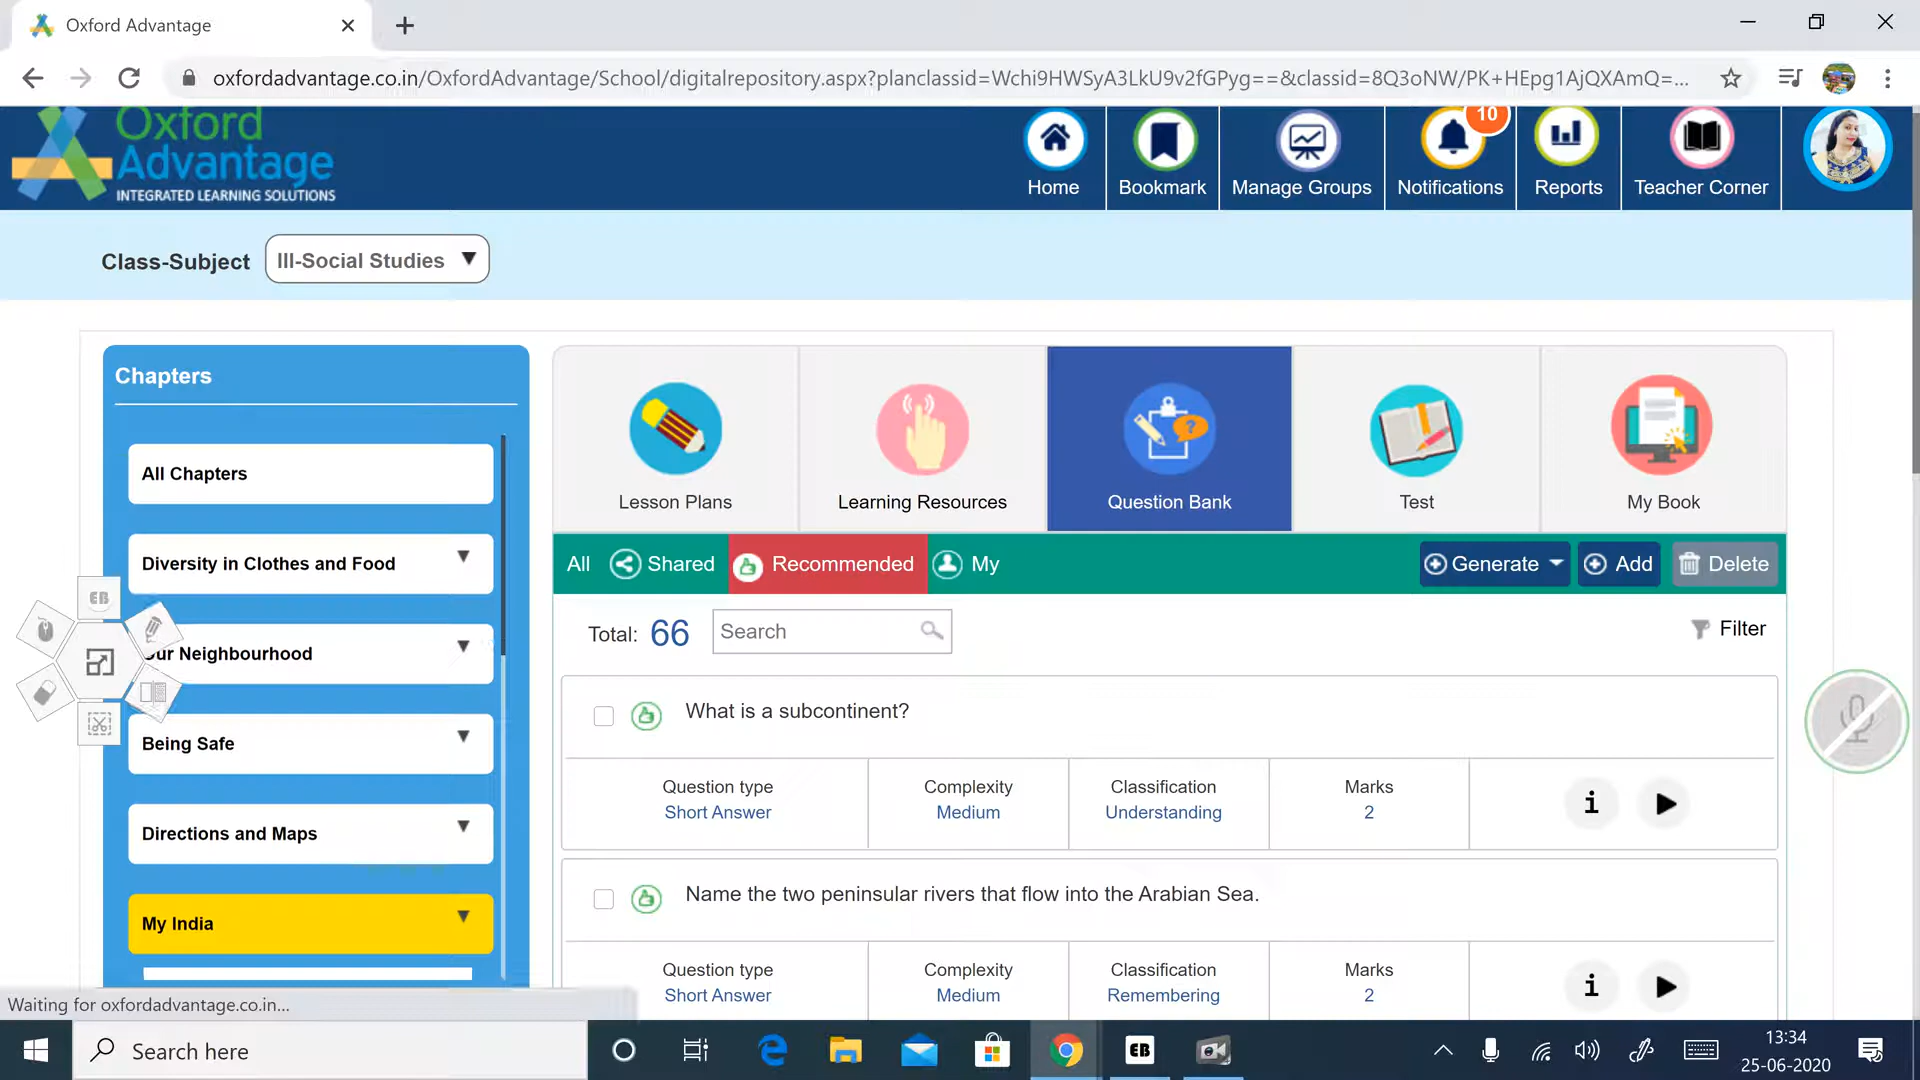 Oxford Advantage
oxfordadvantage.co.in/OxfordAdvantage/School/digitalrepository.aspx?planclassid=Wchi9HWSyA3LkU9v2fGPyg==&classid=8Q3oNW/PK+HEpg1AjQXAmQ=...
Oxford
Advantage
INTEGRATED LEARNING SOLUTIONS
Home
Bookmark
Manage Groups
10
Notifications
Reports
Teacher Corner
Class-Subject
III-Social Studies
Chapters
All Chapters
Diversity in Clothes and Food
Our Neighbourhood
Being Safe
Directions and Maps
My India
EB
Lesson Plans
Learning Resources
Question Bank
Test
My Book
All
Shared
Recommended
My
Generate
Add
Delete
Total: 66
Search
Filter
What is a subcontinent?
Question type
Short Answer
Complexity
Medium
Classification
Understanding
Marks
2
Name the two peninsular rivers that flow into the Arabian Sea.
Question type
Short Answer
Complexity
Medium
Classification
Remembering
Marks
2
Waiting for oxfordadvantage.co.in...
Search here
EB
13:34
25-06-2020